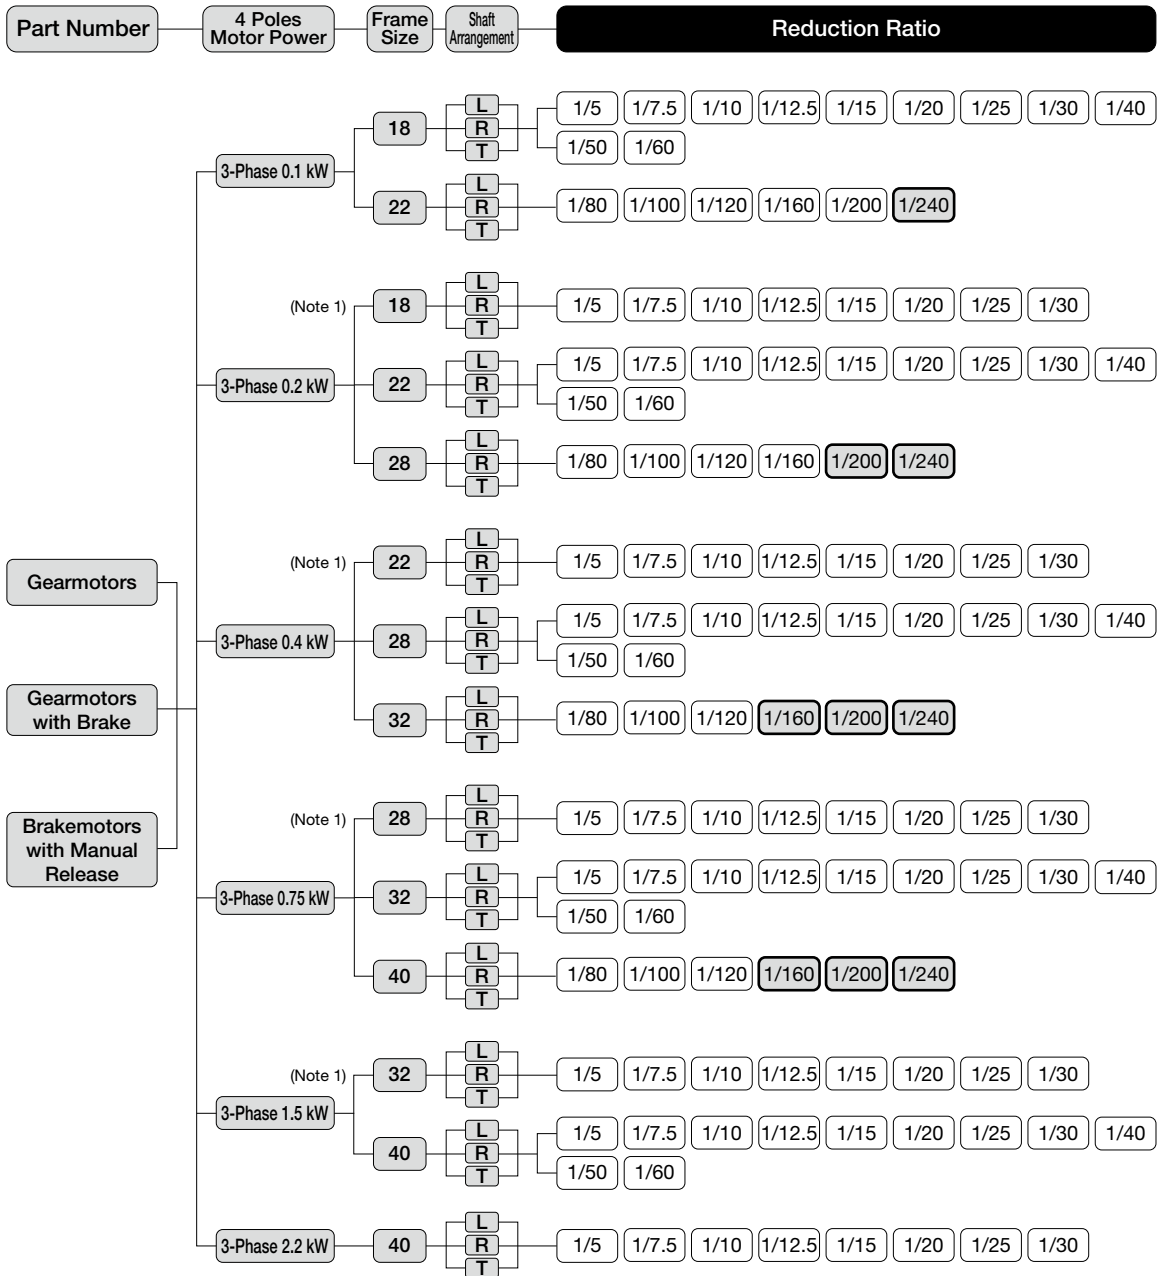 Part Number 4 Poles Motor Power Frame Size Shaft Arrangement Reduction Ratio
3-Phase 0.1 kW
18 L R T 1/5 1/7.5 1/10 1/12.5 1/15 1/20 1/25 1/30 1/40
1/50 1/60
22 L R T 1/80 1/100 1/120 1/160 1/200 1/240
3-Phase 0.2 kW
(Note 1) 18 L R T 1/5 1/7.5 1/10 1/12.5 1/15 1/20 1/25 1/30
22 L R T 1/5 1/7.5 1/10 1/12.5 1/15 1/20 1/25 1/30 1/40
1/50 1/60
28 L R T 1/80 1/100 1/120 1/160 1/200 1/240
Gearmotors
Gearmotors
with Brake
Brakemotors
with Manual
Release
3-Phase 0.4 kW
(Note 1) 22 L R T 1/5 1/7.5 1/10 1/12.5 1/15 1/20 1/25 1/30
28 L R T 1/5 1/7.5 1/10 1/12.5 1/15 1/20 1/25 1/30 1/40
1/50 1/60
32 L R T 1/80 1/100 1/120 1/160 1/200 1/240
3-Phase 0.75 kW
(Note 1) 28 L R T 1/5 1/7.5 1/10 1/12.5 1/15 1/20 1/25 1/30
32 L R T 1/5 1/7.5 1/10 1/12.5 1/15 1/20 1/25 1/30 1/40
1/50 1/60
40 L R T 1/80 1/100 1/120 1/160 1/200 1/240
3-Phase 1.5 kW
(Note 1) 32 L R T 1/5 1/7.5 1/10 1/12.5 1/15 1/20 1/25 1/30
40 L R T 1/5 1/7.5 1/10 1/12.5 1/15 1/20 1/25 1/30 1/40
1/50 1/60
3-Phase 2.2 kW
40 L R T 1/5 1/7.5 1/10 1/12.5 1/15 1/20 1/25 1/30